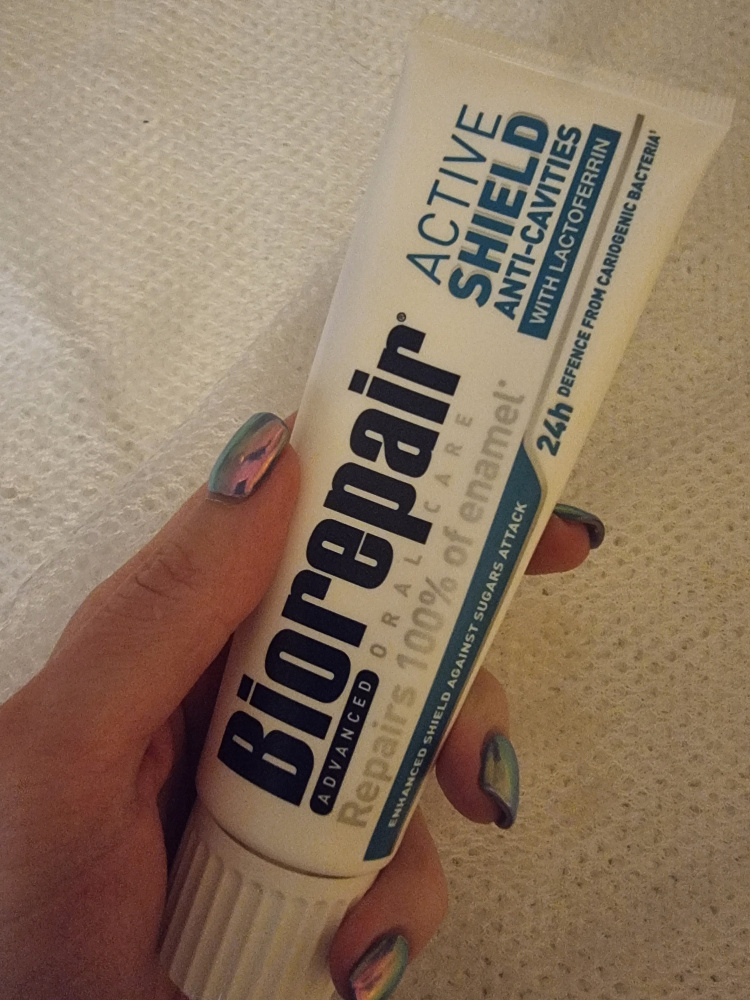 Biorepair®
ADVANCED ORAL CARE
Repairs 100% of enamel*
ENHANCED SHIELD AGAINST SUGARS ATTACK
ACTIVE
SHIELD
ANTI-CAVITIES
WITH LACTOFERRIN
24h DEFENCE FROM CARIOGENIC BACTERIA¹